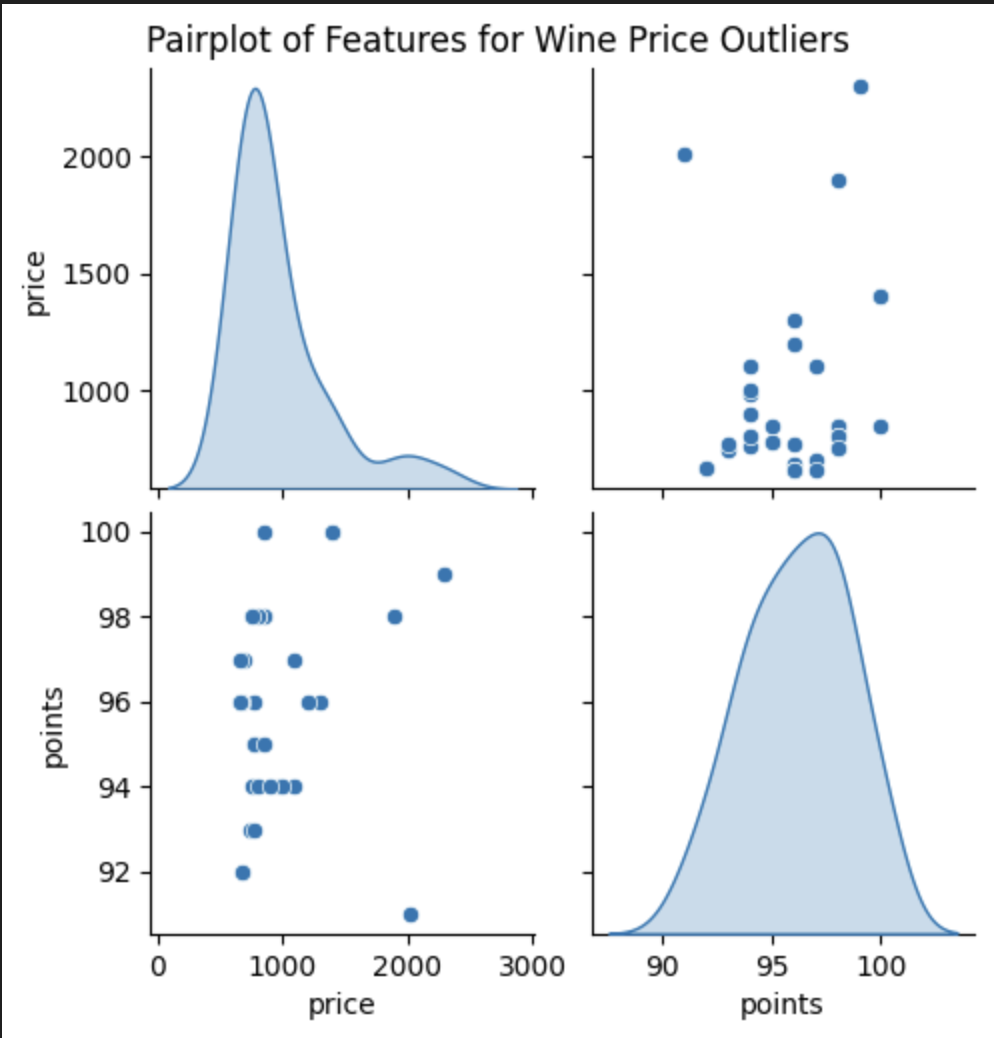 Pairplot of Features for Wine Price Outliers
price
2000
1500
1000
points
100
98
96
94
92
0 1000 2000 3000
price
90 95 100
points